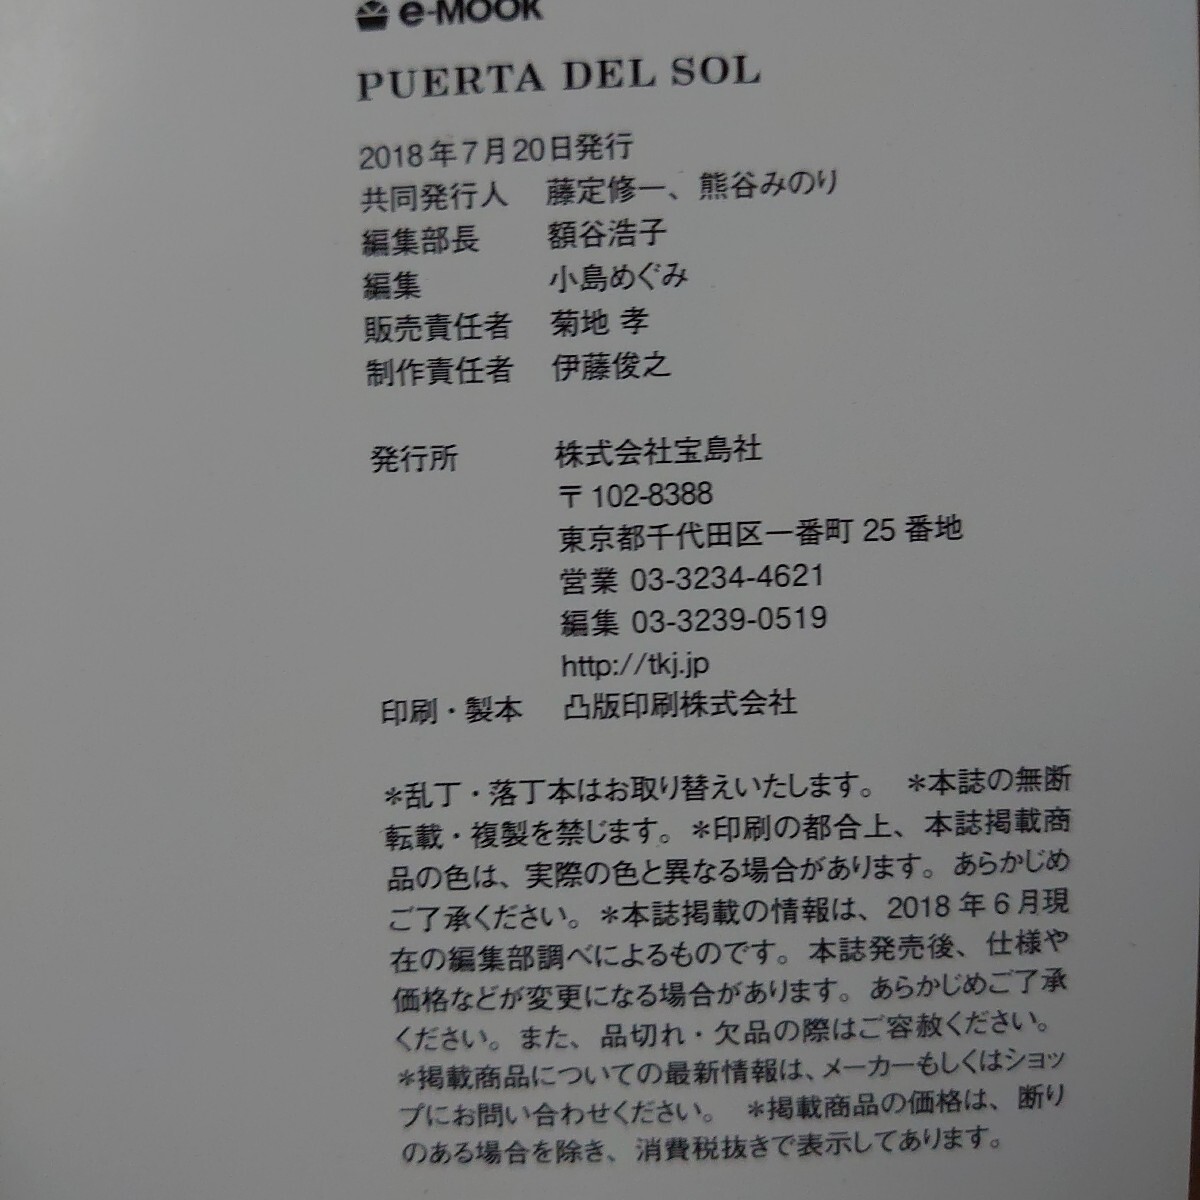 e-MOOK
PUERTA DEL SOL
2018年7月20日発行
共同発行人 藤定修一、熊谷みのり
編集部長 額谷浩子
編集 小島めぐみ
販売責任者 菊地 孝
制作責任者 伊藤俊之
発行所 株式会社宝島社
〒102-8388
東京都千代田区一番町 25 番地
営業 03-3234-4621
編集 03-3239-0519
http://tkj.jp
印刷・製本 凸版印刷株式会社
*乱丁・落丁本はお取り替えいたします。 *本誌の無断
転載・複製を禁じます。*印刷の都合上、本誌掲載商
品の色は、実際の色と異なる場合があります。あらかじめ
ご了承ください。*本誌掲載の情報は、2018 年 6 月現
在の編集部調べによるものです。本誌発売後、仕様や
価格などが変更になる場合があります。あらかじめご了承
ください。また、品切れ・欠品の際はご容赦ください。
*掲載商品についての最新情報は、メーカーもしくはショッ
プにお問い合わせください。 *掲載商品の価格は、断り
のある場合を除き、消費税抜きで表示してあります。